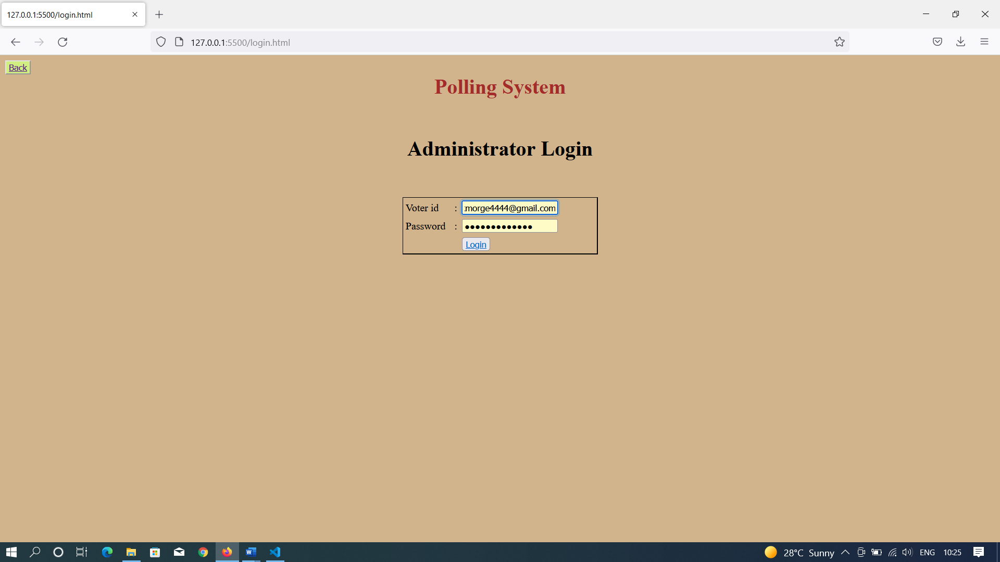 127.0.0.1:5500/login.html
127.0.0.1:5500/login.html
Back
Polling System
Administrator Login
Voter id : morge4444@gmail.com
Password : ●●●●●●●●●●●●●
Login
28°C Sunny ENG 10:25